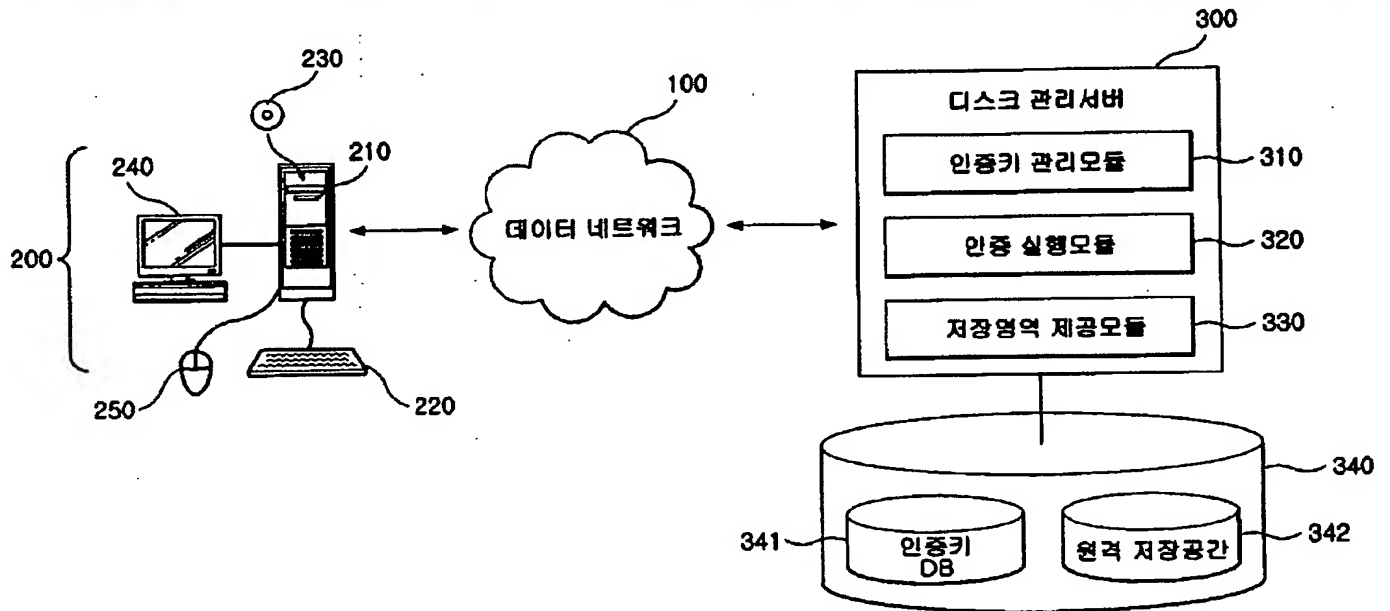 300
230
디스크 관리서버
100
240
210
인증키 관리모듈
310
200
데이터 네트워크
인증 실행모듈
320
저장영역 제공모듈
330
250
220
340
341
인증키
DB
원격 저장공간
342